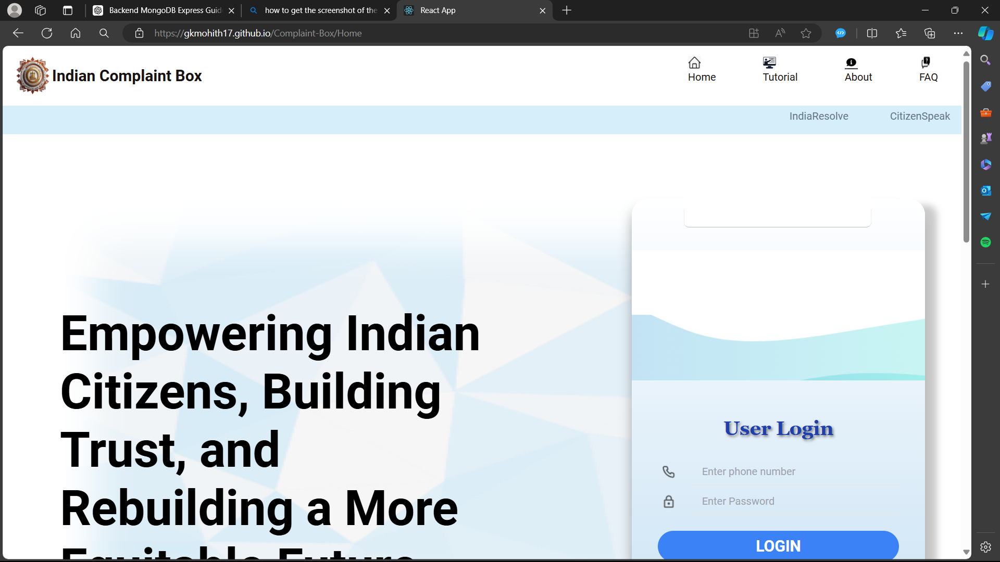 Backend MongoDB Express Guid
how to get the screenshot of the
React App
https://gkmohith17.github.io/Complaint-Box/Home
Indian Complaint Box
Home
Tutorial
About
FAQ
IndiaResolve
CitizenSpeak
Empowering Indian
Citizens, Building
Trust, and
Rebuilding a More
Equitable Future
User Login
Enter phone number
Enter Password
LOGIN